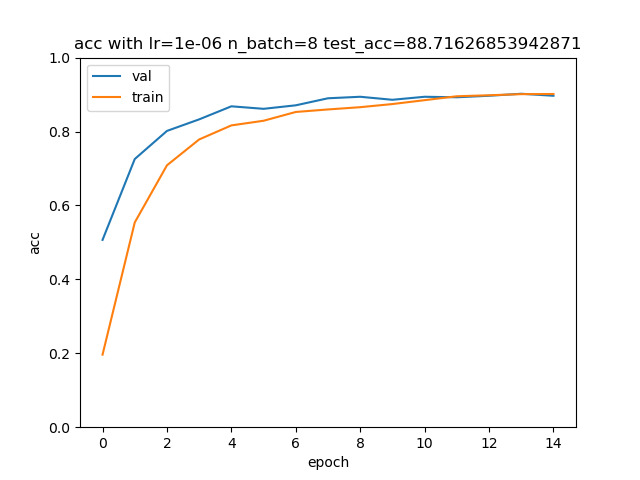 acc with lr=1e-06 n_batch=8 test_acc=88.71626853942871
val
train
1.0
0.8
0.6
0.4
0.2
0.0
acc
0 2 4 6 8 10 12 14
epoch